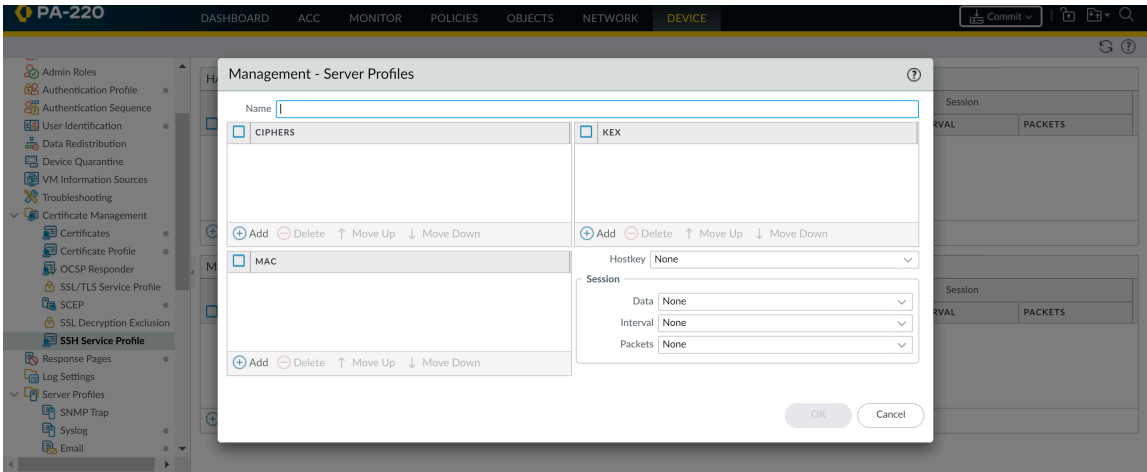 PA-220
DASHBOARD ACC MONITOR POLICIES OBJECTS NETWORK DEVICE
Commit
Admin Roles
Authentication Profile
Authentication Sequence
User Identification
Data Redistribution
Device Quarantine
VM Information Sources
Troubleshooting
Certificate Management
Certificates
Certificate Profile
OCSP Responder
SSL/TLS Service Profile
SCEP
SSL Decryption Exclusion
SSH Service Profile
Response Pages
Log Settings
Server Profiles
SNMP Trap
Syslog
Email
HA
M
Management - Server Profiles
Name
CIPHERS
Add Delete Move Up Move Down
KEX
Add Delete Move Up Move Down
MAC
Add Delete Move Up Move Down
Hostkey None
Session
Data None
Interval None
Packets None
OK Cancel
Session
RVAL PACKETS
Session
RVAL PACKETS